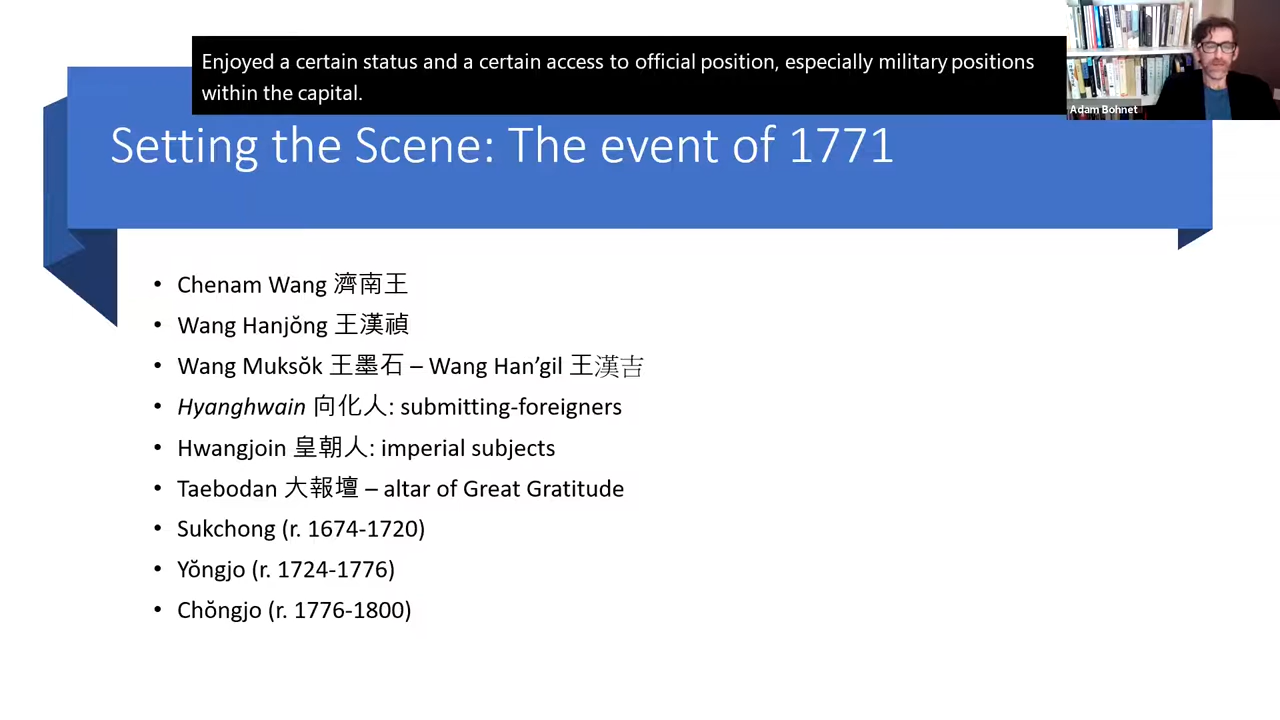 Enjoyed a certain status and a certain access to official position, especially military positions
within the capital.
Adam Bohnet
Setting the Scene: The event of 1771
• Chenam Wang 濟南王
• Wang Hanjŏng 王漢禎
• Wang Muksŏk 王墨石 – Wang Han’gil 王漢吉
• Hyanghwain 向化人: submitting-foreigners
• Hwangjoin 皇朝人: imperial subjects
• Taebodan 大報壇 – altar of Great Gratitude
• Sukchong (r. 1674-1720)
• Yŏngjo (r. 1724-1776)
• Chŏngjo (r. 1776-1800)